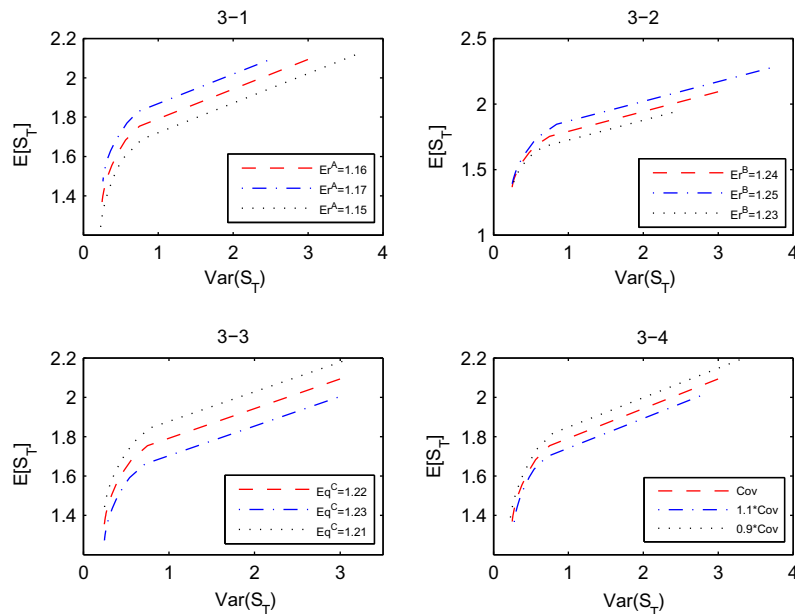 3−1
2.2
2
1.8
1.6
1.4
0
1
2
3
4
E[S_T]
Var(S_T)
Er^A=1.16
Er^A=1.17
Er^A=1.15
3−2
2.5
2
1.5
1
0
1
2
3
4
E[S_T]
Var(S_T)
Er^B=1.24
Er^B=1.25
Er^B=1.23
3−3
2.2
2
1.8
1.6
1.4
0
1
2
3
E[S_T]
Var(S_T)
Eq^C=1.22
Eq^C=1.23
Eq^C=1.21
3−4
2.2
2
1.8
1.6
1.4
0
1
2
3
4
E[S_T]
Var(S_T)
Cov
1.1*Cov
0.9*Cov